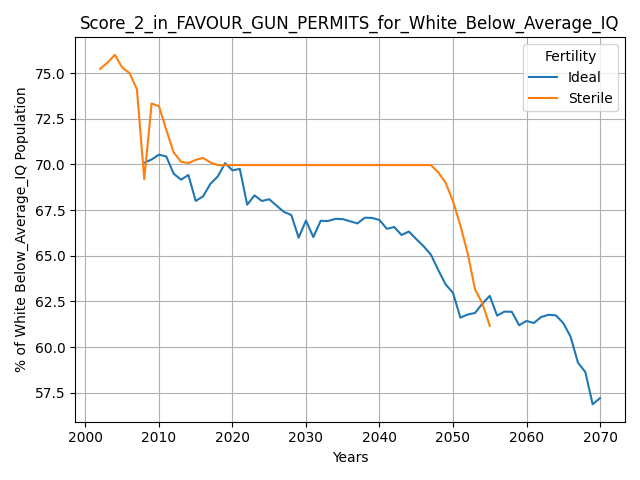 Score_2_in_FAVOUR_GUN_PERMITS_for_White_Below_Average_IQ
% of White Below_Average_IQ Population
75.0
72.5
70.0
67.5
65.0
62.5
60.0
57.5
Fertility
Ideal
Sterile
2000 2010 2020 2030 2040 2050 2060 2070
Years